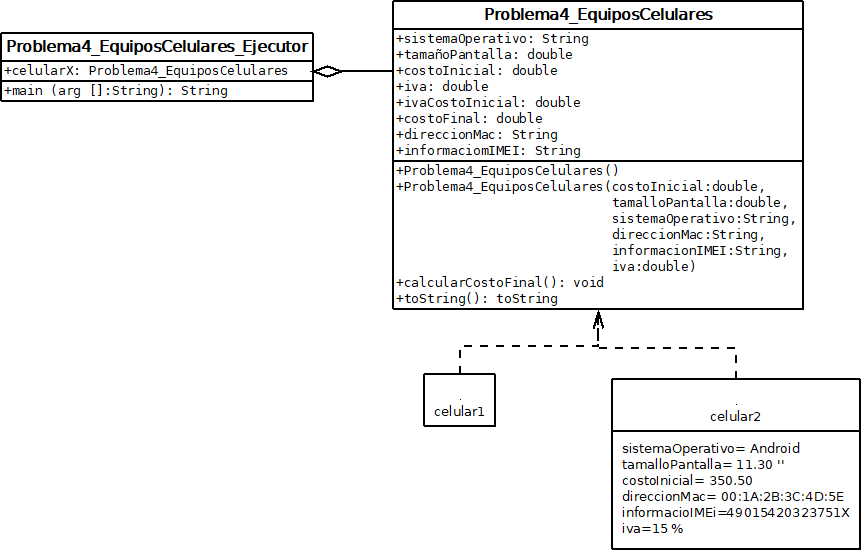 Problema4_EquiposCelulares_Ejecutor
+celularX: Problema4_EquiposCelulares
+main (arg []:String): String
Problema4_EquiposCelulares
+sistemaOperativo: String
+tamañoPantalla: double
+costoInicial: double
+iva: double
+ivaCostoInicial: double
+costoFinal: double
+direccionMac: String
+informaciomIMEI: String
+Problema4_EquiposCelulares()
+Problema4_EquiposCelulares(costoInicial:double,
tamalloPantalla:double,
sistemaOperativo:String,
direccionMac:String,
informacionIMEI:String,
iva:double)
+calcularCostoFinal(): void
+toString(): toString
.
celular1
.
celular2
sistemaOperativo= Android
tamalloPantalla= 11.30 ''
costoInicial= 350.50
direccionMac= 00:1A:2B:3C:4D:5E
informacioIMEi=49015420323751X
iva=15 %